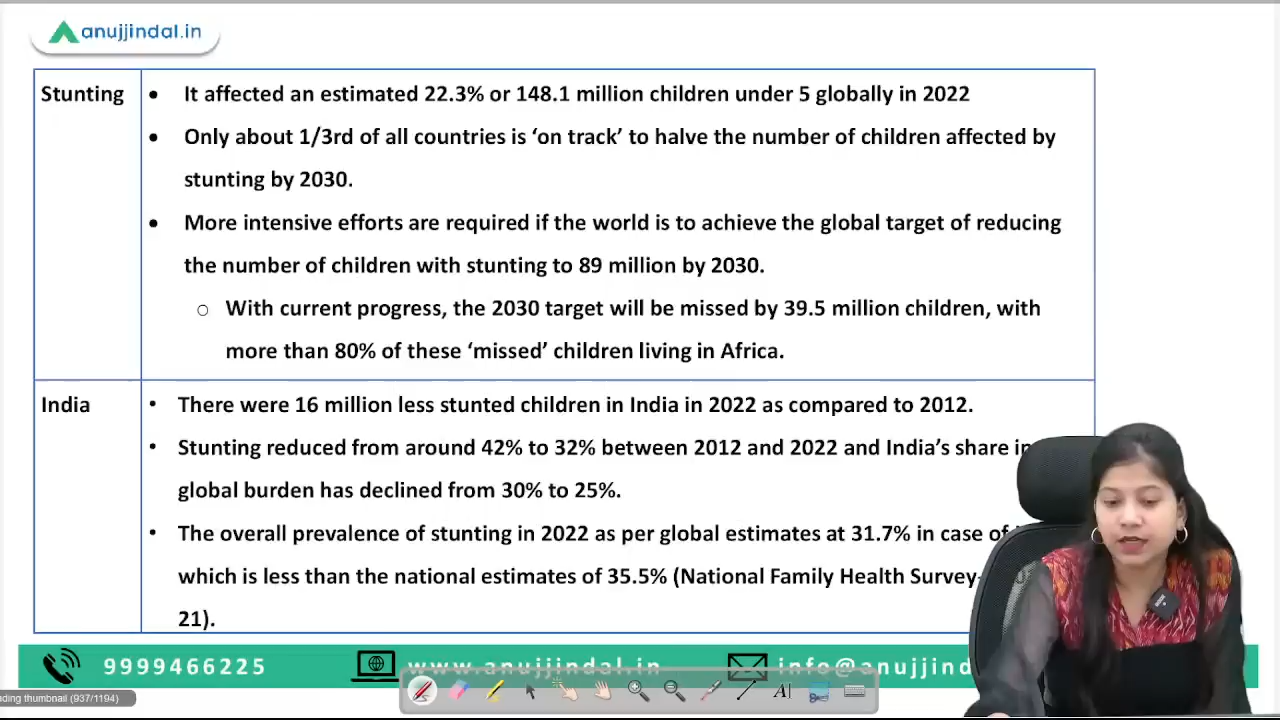 anujjindal.in
Stunting
• It affected an estimated 22.3% or 148.1 million children under 5 globally in 2022
• Only about 1/3rd of all countries is ‘on track’ to halve the number of children affected by
stunting by 2030.
• More intensive efforts are required if the world is to achieve the global target of reducing
the number of children with stunting to 89 million by 2030.
o With current progress, the 2030 target will be missed by 39.5 million children, with
more than 80% of these ‘missed’ children living in Africa.
India
• There were 16 million less stunted children in India in 2022 as compared to 2012.
• Stunting reduced from around 42% to 32% between 2012 and 2022 and India’s share in
global burden has declined from 30% to 25%.
• The overall prevalence of stunting in 2022 as per global estimates at 31.7% in case of
which is less than the national estimates of 35.5% (National Family Health Survey-
21).
9999466225 www.anujjindal.in info@anujjind
ding thumbnail (937/1194)
A